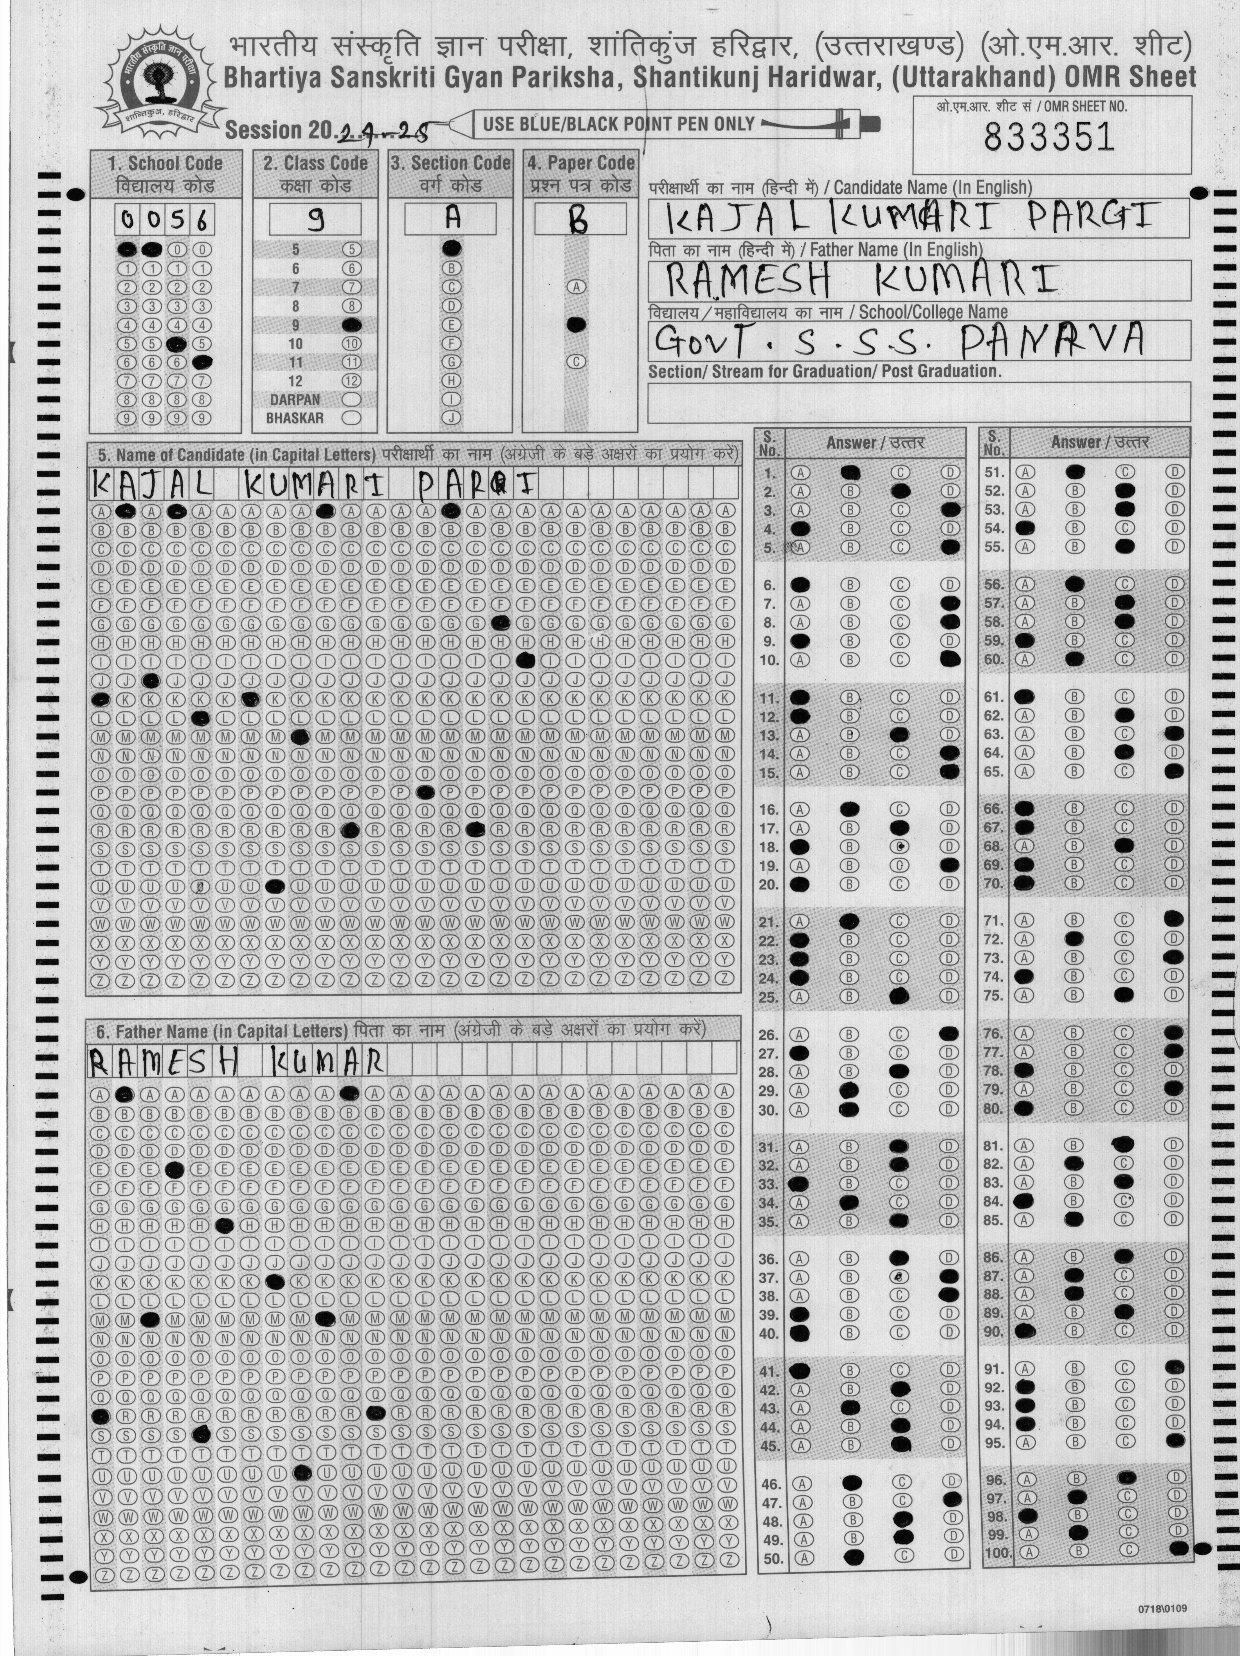 भारतीय संस्कृति ज्ञान परीक्षा, शांतिकुंज हरिद्वार, (उत्तराखण्ड) (ओ.एम.आर. शीट)
Bhartiya Sanskriti Gyan Pariksha, Shantikunj Haridwar, (Uttarakhand) OMR Sheet
Session 2024-25
USE BLUE/BLACK POINT PEN ONLY
ओ.एम.आर. शीट सं / OMR SHEET NO.
833351
1. School Code
विद्यालय कोड
0056
2. Class Code
कक्षा कोड
9
5
6
7
8
9
10
11
12
DARPAN
BHASKAR
3. Section Code
वर्ग कोड
A
4. Paper Code
प्रश्न पत्र कोड
B
परीक्षार्थी का नाम (हिन्दी में) / Candidate Name (In English)
KAJAL KUMARI PARGI
पिता का नाम (हिन्दी में) / Father Name (In English)
RAMESH KUMARI
विद्यालय/महाविद्यालय का नाम / School/College Name
GOVT. S.S.S. PANARVA
Section/ Stream for Graduation/ Post Graduation.
5. Name of Candidate (in Capital Letters) परीक्षार्थी का नाम (अंग्रेजी के बड़े अक्षरों का प्रयोग करें)
KAJAL KUMARI PARGI
6. Father Name (in Capital Letters) पिता का नाम (अंग्रेजी के बड़े अक्षरों का प्रयोग करें)
RAMESH KUMAR
S. No. Answer / उत्तर
S. No. Answer / उत्तर
0718\0109